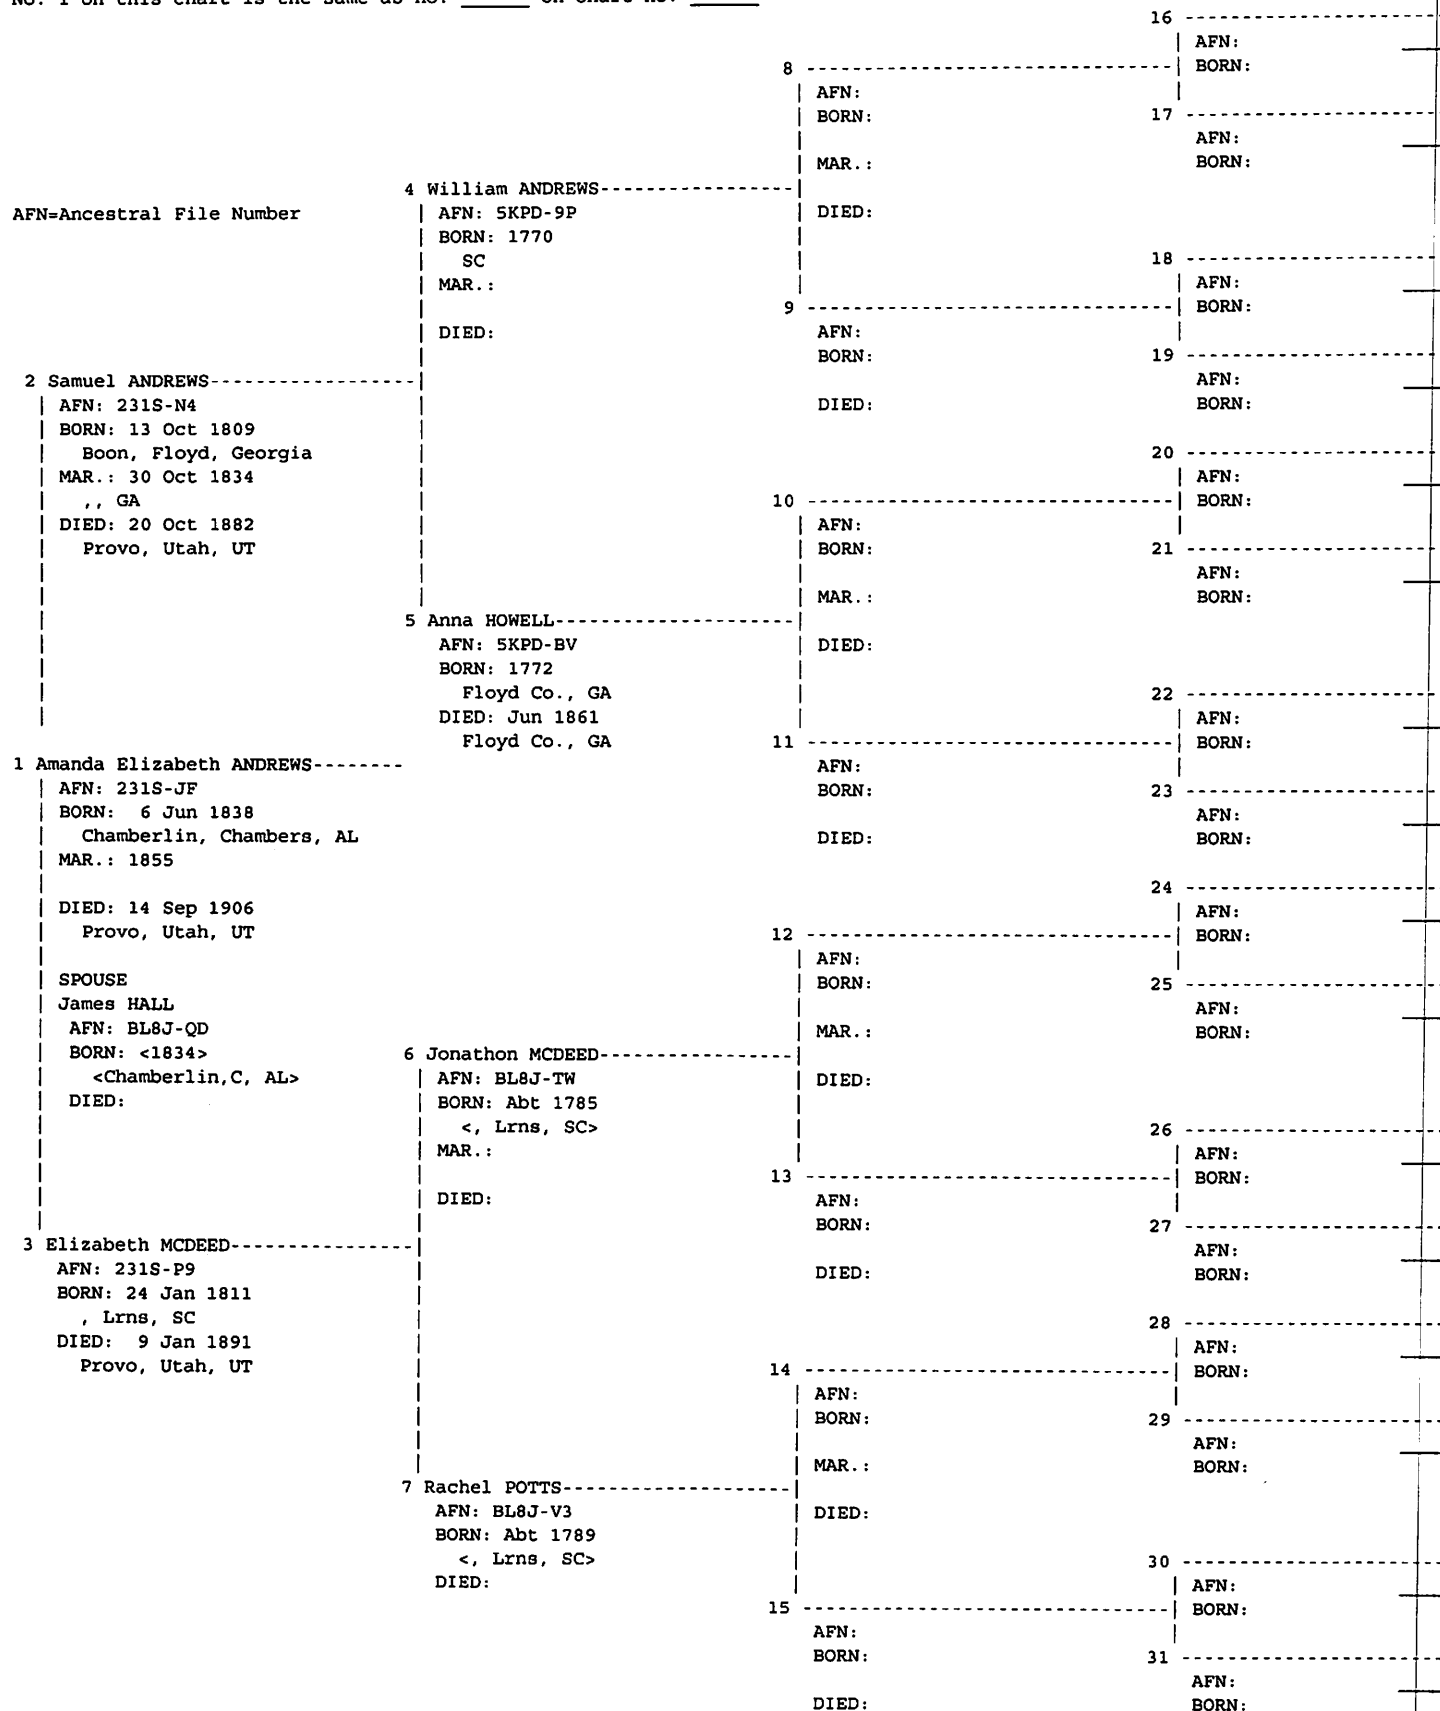 No. 1 on this chart is the same as no. _____ on chart no. _____
16
AFN:
BORN:
8
AFN:
BORN:
MAR.:
DIED:
17
AFN:
BORN:
4 William ANDREWS
AFN: 5KPD-9P
BORN: 1770
SC
MAR.:
DIED:
AFN=Ancestral File Number
18
AFN:
BORN:
9
AFN:
BORN:
DIED:
19
AFN:
BORN:
2 Samuel ANDREWS
AFN: 231S-N4
BORN: 13 Oct 1809
Boon, Floyd, Georgia
MAR.: 30 Oct 1834
,, GA
DIED: 20 Oct 1882
Provo, Utah, UT
20
AFN:
BORN:
10
AFN:
BORN:
MAR.:
DIED:
21
AFN:
BORN:
5 Anna HOWELL
AFN: 5KPD-BV
BORN: 1772
Floyd Co., GA
DIED: Jun 1861
Floyd Co., GA
22
AFN:
BORN:
11
AFN:
BORN:
DIED:
23
AFN:
BORN:
1 Amanda Elizabeth ANDREWS
AFN: 231S-JF
BORN: 6 Jun 1838
Chamberlin, Chambers, AL
MAR.: 1855
DIED: 14 Sep 1906
Provo, Utah, UT
SPOUSE
James HALL
AFN: BL8J-QD
BORN: <1834>
<Chamberlin,C, AL>
DIED:
24
AFN:
BORN:
12
AFN:
BORN:
MAR.:
DIED:
25
AFN:
BORN:
6 Jonathon MCDEED
AFN: BL8J-TW
BORN: Abt 1785
<, Lrns, SC>
MAR.:
DIED:
26
AFN:
BORN:
13
AFN:
BORN:
DIED:
27
AFN:
BORN:
3 Elizabeth MCDEED
AFN: 231S-P9
BORN: 24 Jan 1811
, Lrns, SC
DIED: 9 Jan 1891
Provo, Utah, UT
28
AFN:
BORN:
14
AFN:
BORN:
MAR.:
DIED:
29
AFN:
BORN:
7 Rachel POTTS
AFN: BL8J-V3
BORN: Abt 1789
<, Lrns, SC>
DIED:
30
AFN:
BORN:
15
AFN:
BORN:
DIED:
31
AFN:
BORN: